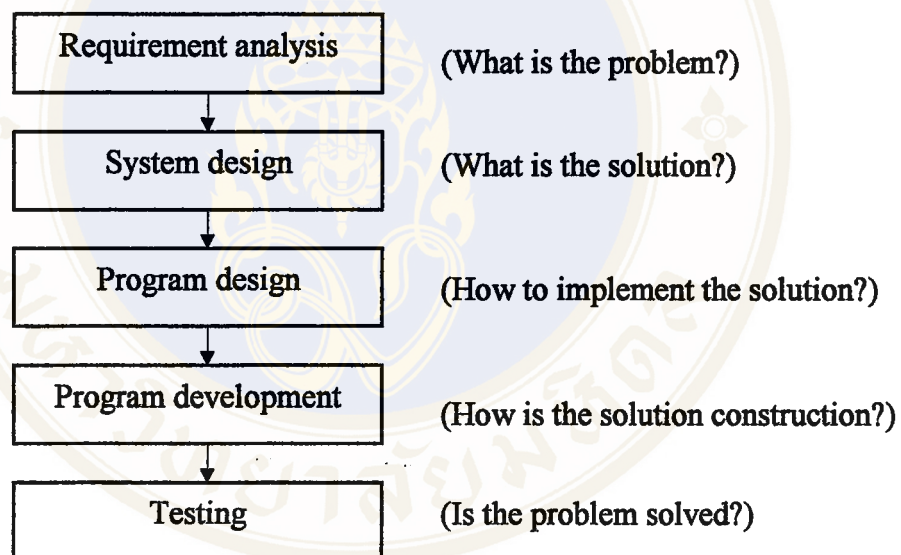 Requirement analysis
(What is the problem?)
System design
(What is the solution?)
Program design
(How to implement the solution?)
Program development
(How is the solution construction?)
Testing
(Is the problem solved?)